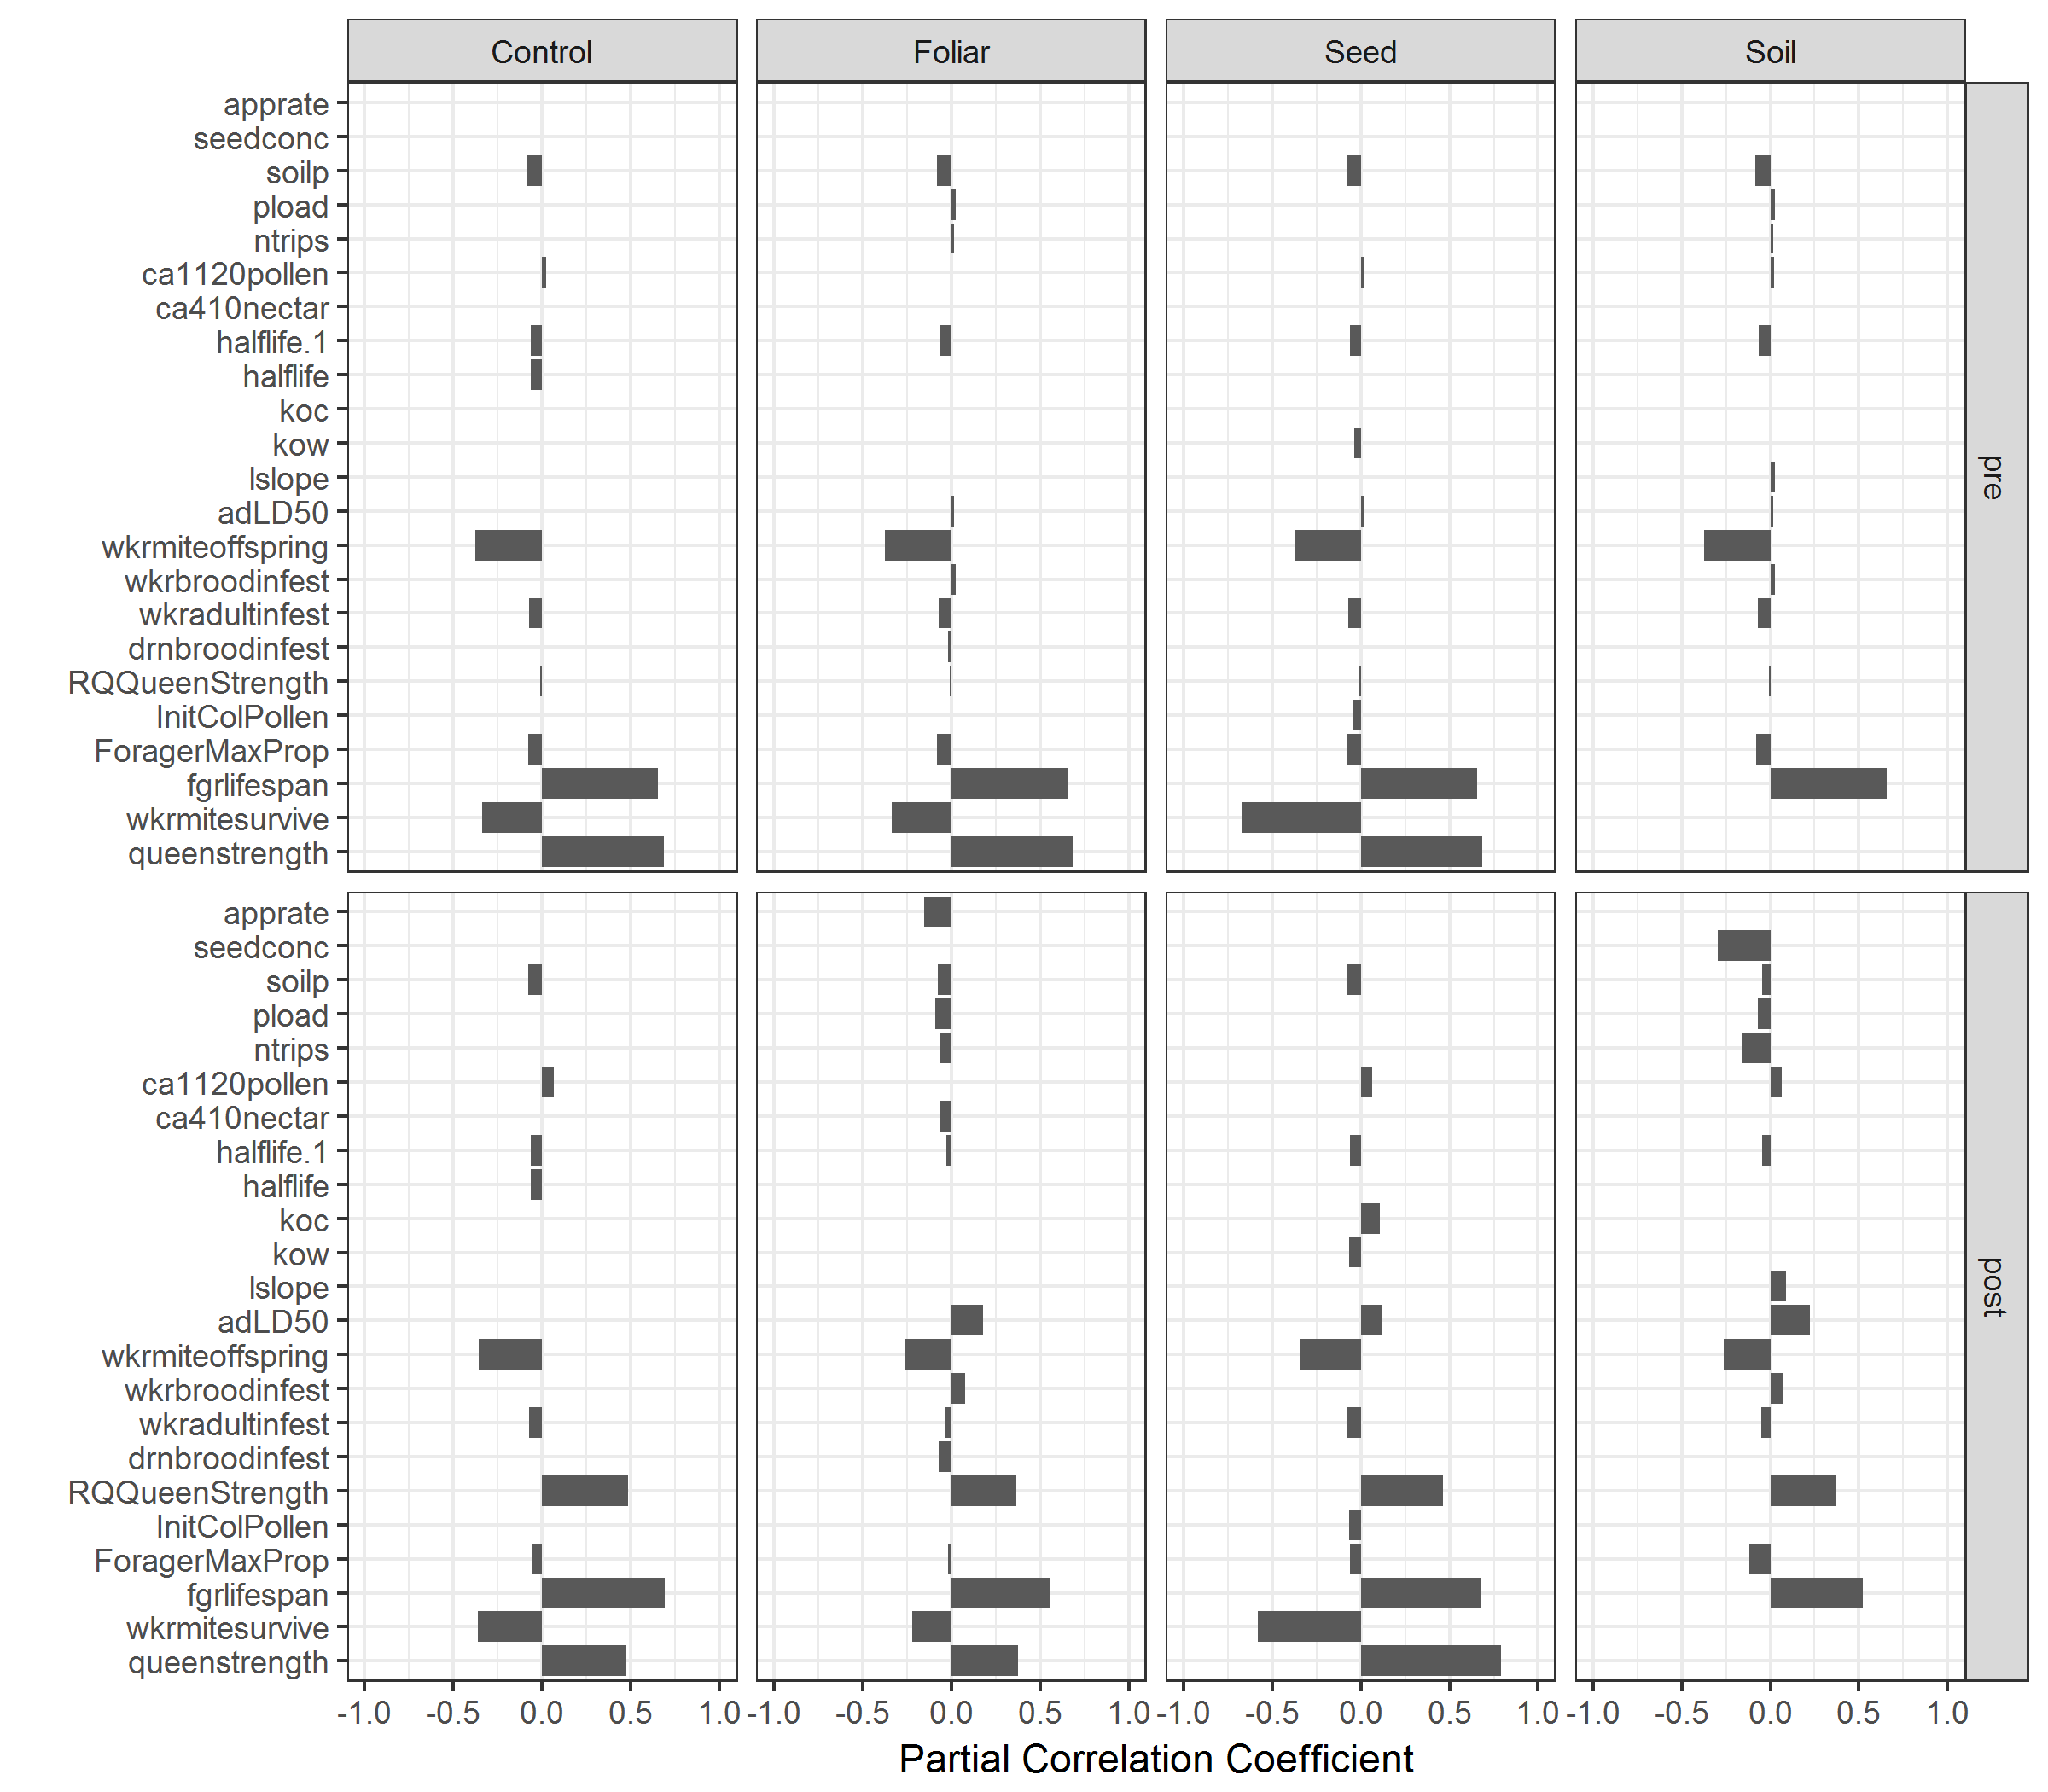 Control Foliar Seed Soil
apprate
seedconc
soilp
pload
ntrips
ca1120pollen
ca410nectar
halflife.1
halflife
koc
kow
lslope
adLD50
wkrmiteoffspring
wkrbroodinfest
wkradultinfest
drnbroodinfest
RQQueenStrength
InitColPollen
ForagerMaxProp
fgrlifespan
wkrmitesurvive
queenstrength
pre
apprate
seedconc
soilp
pload
ntrips
ca1120pollen
ca410nectar
halflife.1
halflife
koc
kow
lslope
adLD50
wkrmiteoffspring
wkrbroodinfest
wkradultinfest
drnbroodinfest
RQQueenStrength
InitColPollen
ForagerMaxProp
fgrlifespan
wkrmitesurvive
queenstrength
post
-1.0 -0.5 0.0 0.5 1.0 -1.0 -0.5 0.0 0.5 1.0 -1.0 -0.5 0.0 0.5 1.0 -1.0 -0.5 0.0 0.5 1.0
Partial Correlation Coefficient